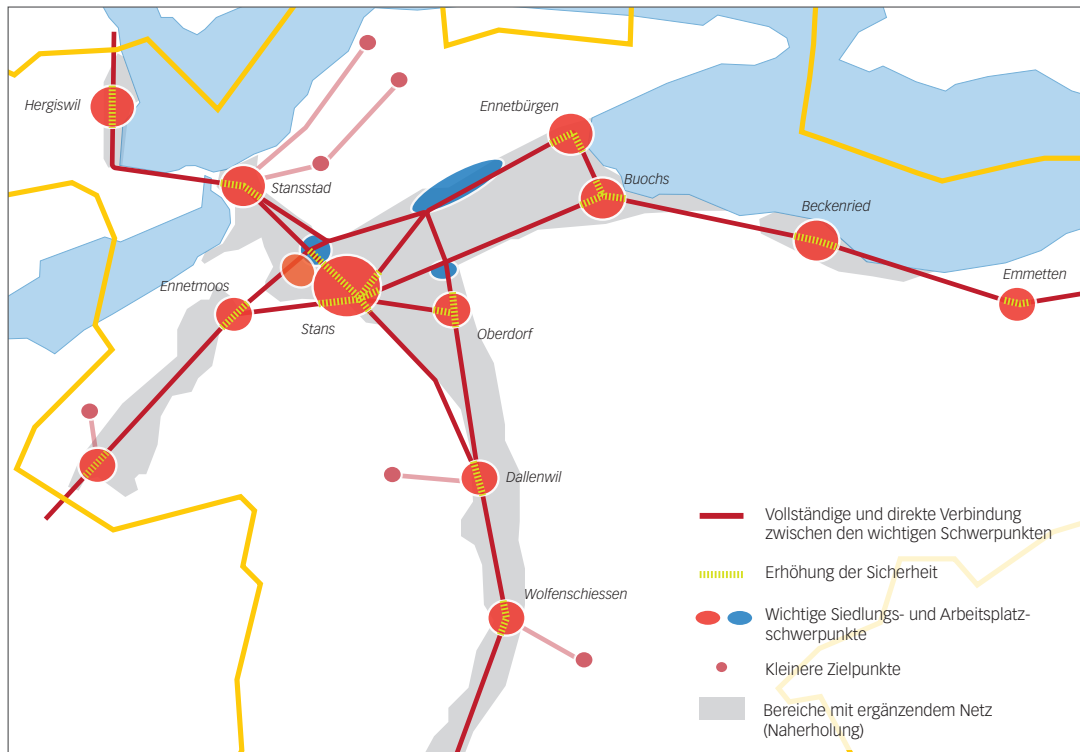 Hergiswil
Ennetbürgen
Stansstad
Buochs
Beckenried
Ennetmoos
Emmetten
Stans
Oberdorf
Dallenwil
Wolfenschiessen
Vollständige und direkte Verbindung
zwischen den wichtigen Schwerpunkten
Erhöhung der Sicherheit
Wichtige Siedlungs- und Arbeitsplatz-
schwerpunkte
Kleinere Zielpunkte
Bereiche mit ergänzendem Netz
(Naherholung)